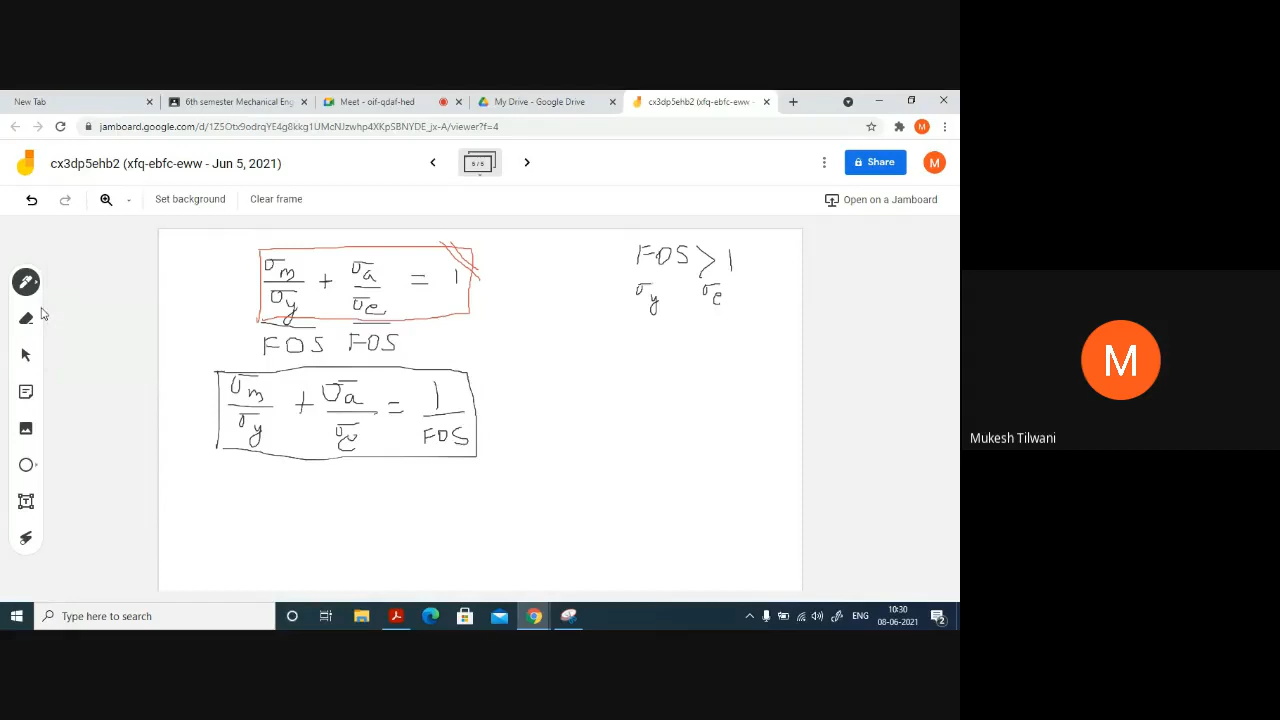 New Tab
6th semester Mechanical Eng
Meet - oif-qdaf-hed
My Drive - Google Drive
cx3dp5ehb2 (xfq-ebfc-eww -
jamboard.google.com/d/1Z5Otx9odrqYE4g8kkg1UMcNJzwhp4XKpSBNYDE_jx-A/viewer?f=4
M
cx3dp5ehb2 (xfq-ebfc-eww - Jun 5, 2021)
5 / 5
Share
M
Set background
Clear frame
Open on a Jamboard
σm/σy + σa/σe = 1
FOS FOS
σm/σy + σa/σe = 1/FOS
FOS > 1
σy σe
M
Mukesh Tilwani
Type here to search
ENG
10:30
08-06-2021
2